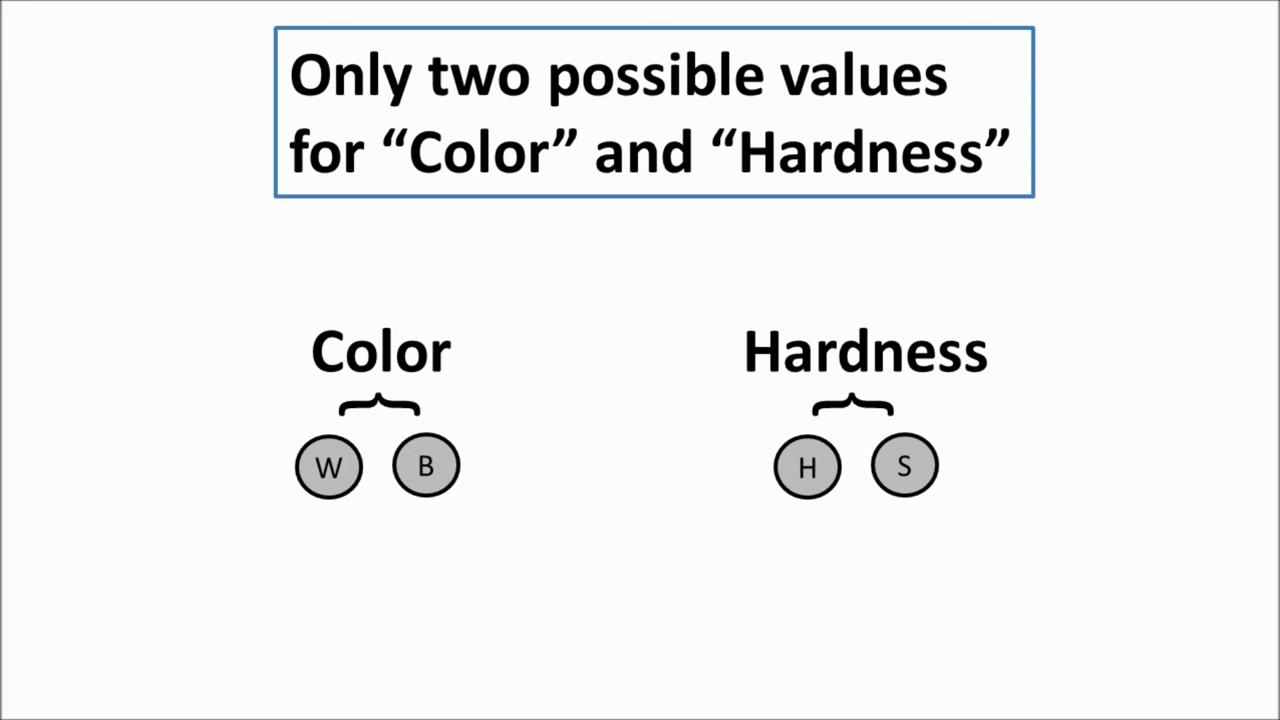 Only two possible values
for “Color” and “Hardness”
Color
Hardness
W B
H S